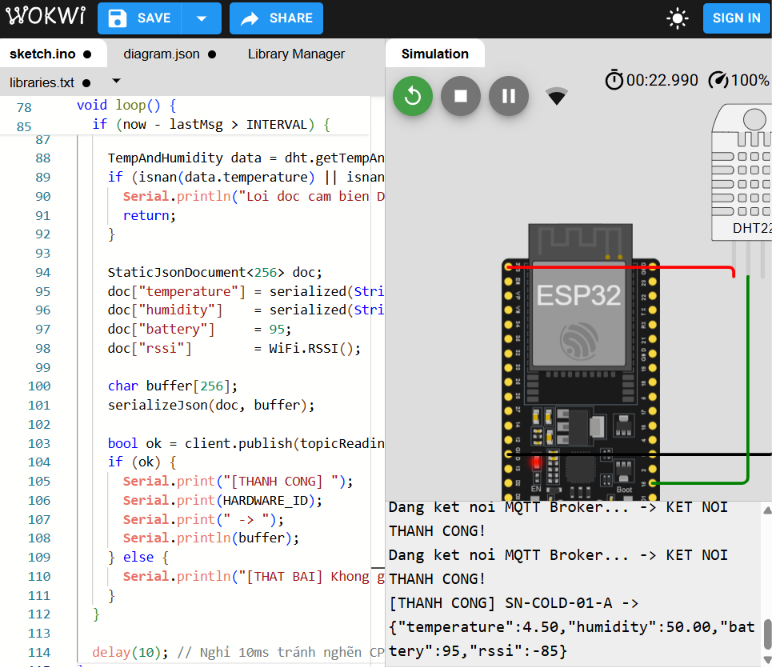 WOKWI SAVE SHARE SIGN IN
sketch.ino diagram.json Library Manager
libraries.txt
Simulation
00:22.990 100%
78 void loop() {
85 if (now - lastMsg > INTERVAL) {
87
88 TempAndHumidity data = dht.getTempAn
89 if (isnan(data.temperature) || isnan
90 Serial.println("Loi doc cam bien D
91 return;
92 }
93
94 StaticJsonDocument<256> doc;
95 doc["temperature"] = serialized(Stri
96 doc["humidity"] = serialized(Stri
97 doc["battery"] = 95;
98 doc["rssi"] = WiFi.RSSI();
99
100 char buffer[256];
101 serializeJson(doc, buffer);
102
103 bool ok = client.publish(topicReadin
104 if (ok) {
105 Serial.print("[THANH CONG] ");
106 Serial.print(HARDWARE_ID);
107 Serial.print(" -> ");
108 Serial.println(buffer);
109 } else {
110 Serial.println("[THAT BAI] Khong g
111 }
112 }
113
114 delay(10); // Nghỉ 10ms tránh nghẽn CP
DHT22
ESP32
EN
Boot
Dang ket noi MQTT Broker... -> KET NOI
THANH CONG!
Dang ket noi MQTT Broker... -> KET NOI
THANH CONG!
[THANH CONG] SN-COLD-01-A ->
{"temperature":4.50,"humidity":50.00,"bat
tery":95,"rssi":-85}